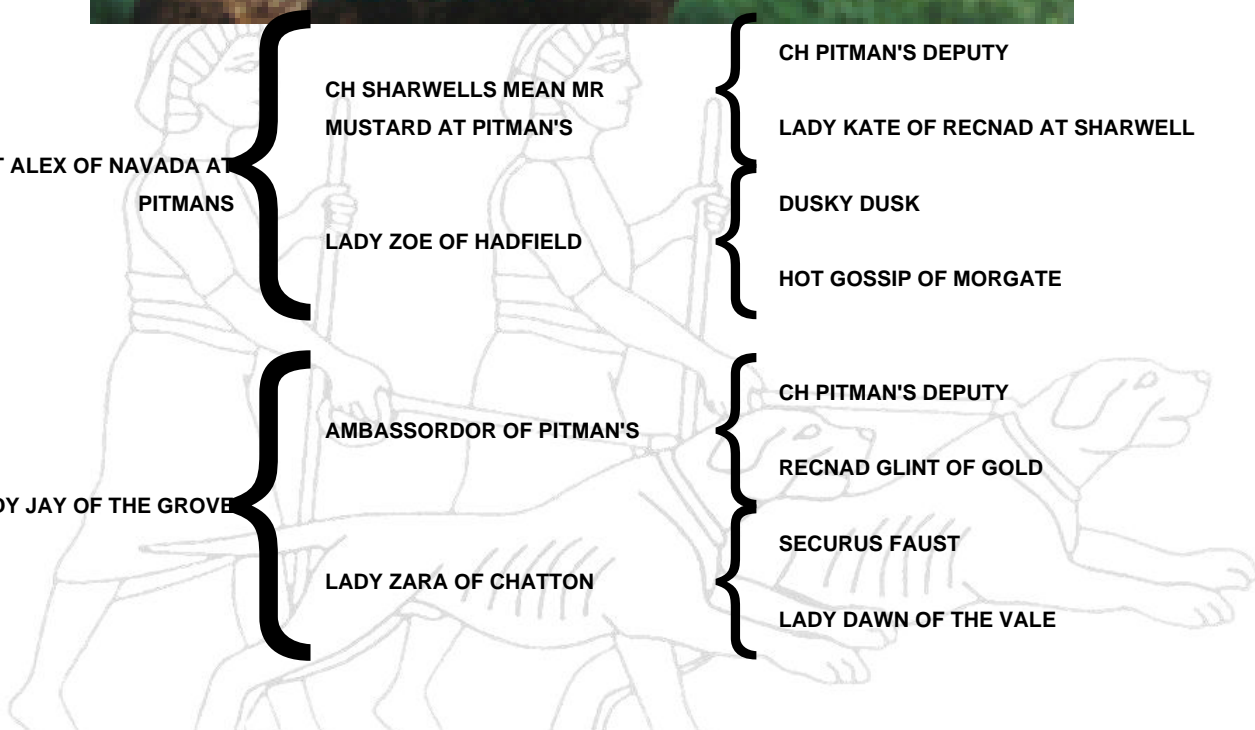 CH PITMAN'S DEPUTY
CH SHARWELLS MEAN MR
MUSTARD AT PITMAN'S
LADY KATE OF RECNAD AT SHARWELL
ALEX OF NAVADA AT
PITMANS
DUSKY DUSK
LADY ZOE OF HADFIELD
HOT GOSSIP OF MORGATE
CH PITMAN'S DEPUTY
AMBASSORDOR OF PITMAN'S
RECNAD GLINT OF GOLD
JAY OF THE GROVE
SECURUS FAUST
LADY ZARA OF CHATTON
LADY DAWN OF THE VALE